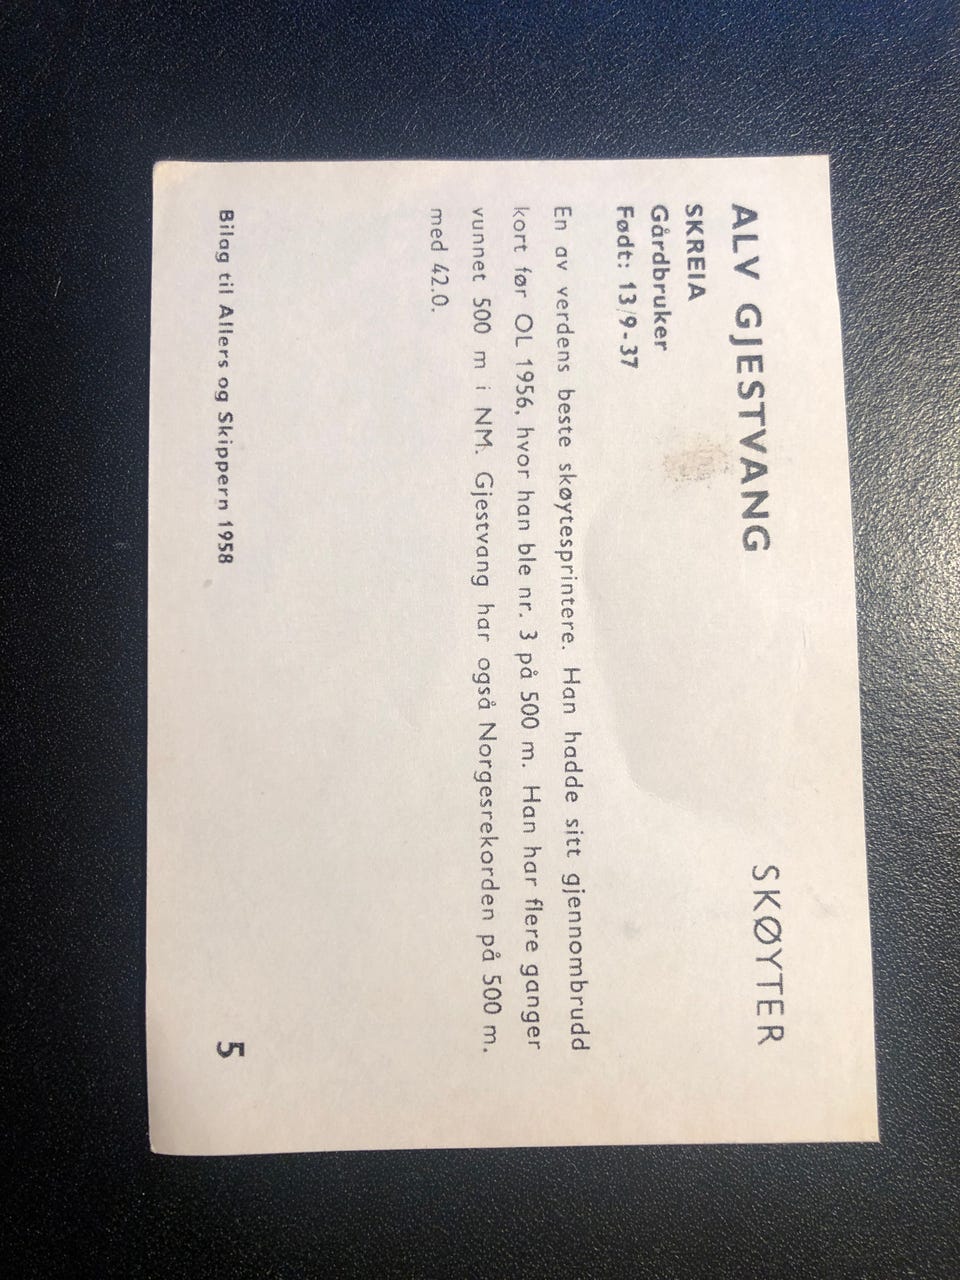 ALV GJESTVANG SKØYTER
SKREIA
Gårdbruker
Født: 13/9-37
En av verdens beste skøytesprintere. Han hadde sitt gjennombrudd
kort før OL 1956, hvor han ble nr. 3 på 500 m. Han har flere ganger
vunnet 500 m i NM. Gjestvang har også Norgesrekorden på 500 m.
med 42.0.
Bilag til Allers og Skippern 1958 5